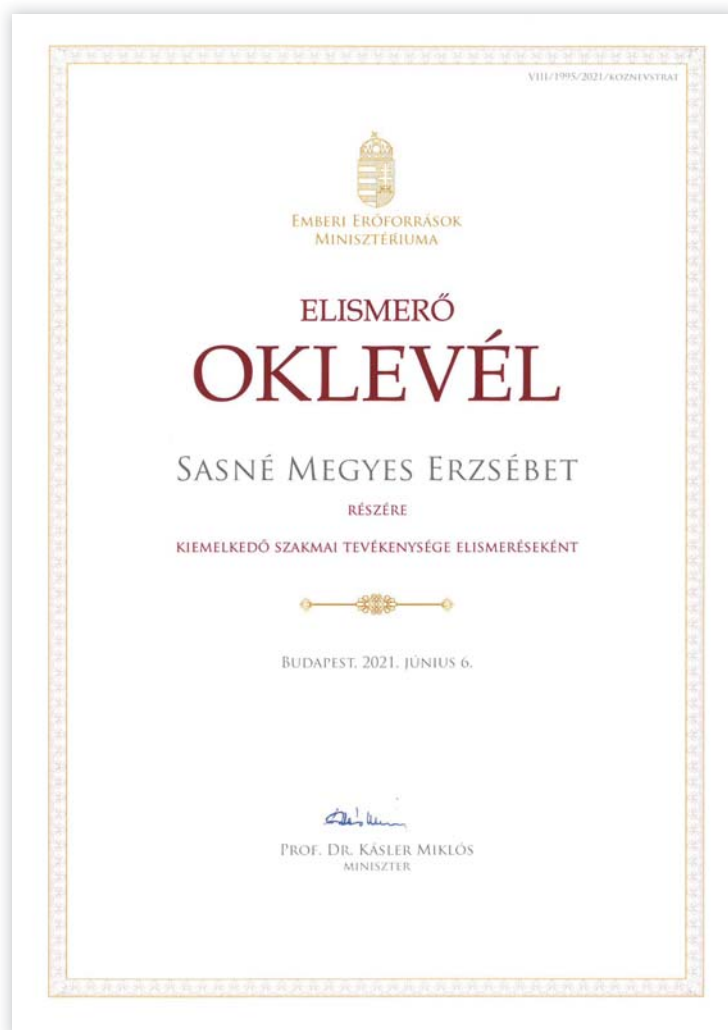 VIII/1995/2021/KOZNEVSTRAT
EMBERI ERŐFORRÁSOK
MINISZTÉRIUMA
ELISMERŐ
OKLEVÉL
SASNÉ MEGYES ERZSÉBET
RÉSZÉRE
KIEMELKEDŐ SZAKMAI TEVÉKENYSÉGE ELISMERÉSEKÉNT
BUDAPEST, 2021. JÚNIUS 6.
PROF. DR. KÁSLER MIKLÓS
MINISZTER